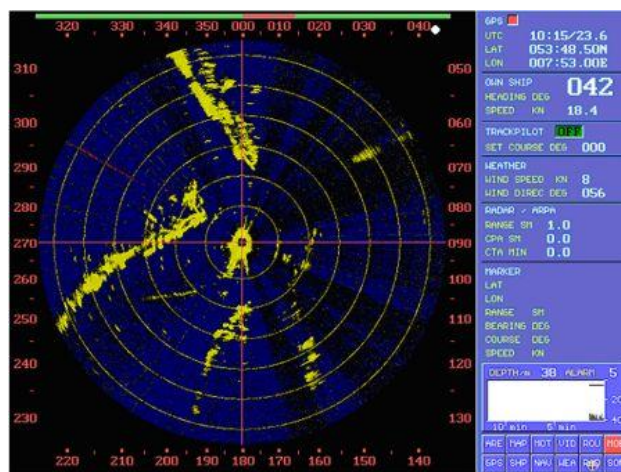 320 330 340 350 000 010 020 030 040
310 050
300 060
290 070
280 080
270 090
260 100
250 110
240 120
230 130
220 210 200 190 180 170 160 150 140
GPS
UTC 10:15/23.6
LAT 053:48.50N
LON 007:53.00E
OWN SHIP 042
HEADING DEG
SPEED KN 18.4
TRACKPILOT OFF
SET COURSE DEG 000
WEATHER
WIND SPEED KN 8
WIND DIREC DEG 056
RADAR / ARPA
RANGE SM 1.0
CPA SM 0.0
CTA MIN 0.0
MARKER
LAT
LON
RANGE SM
BEARING DEG
COURSE DEG
SPEED KN
DEPTH/m 38 ALARM 5
20
40
10 min 5 min
ARE MAP MOT VID ROU
GPS SHP NAV WEA